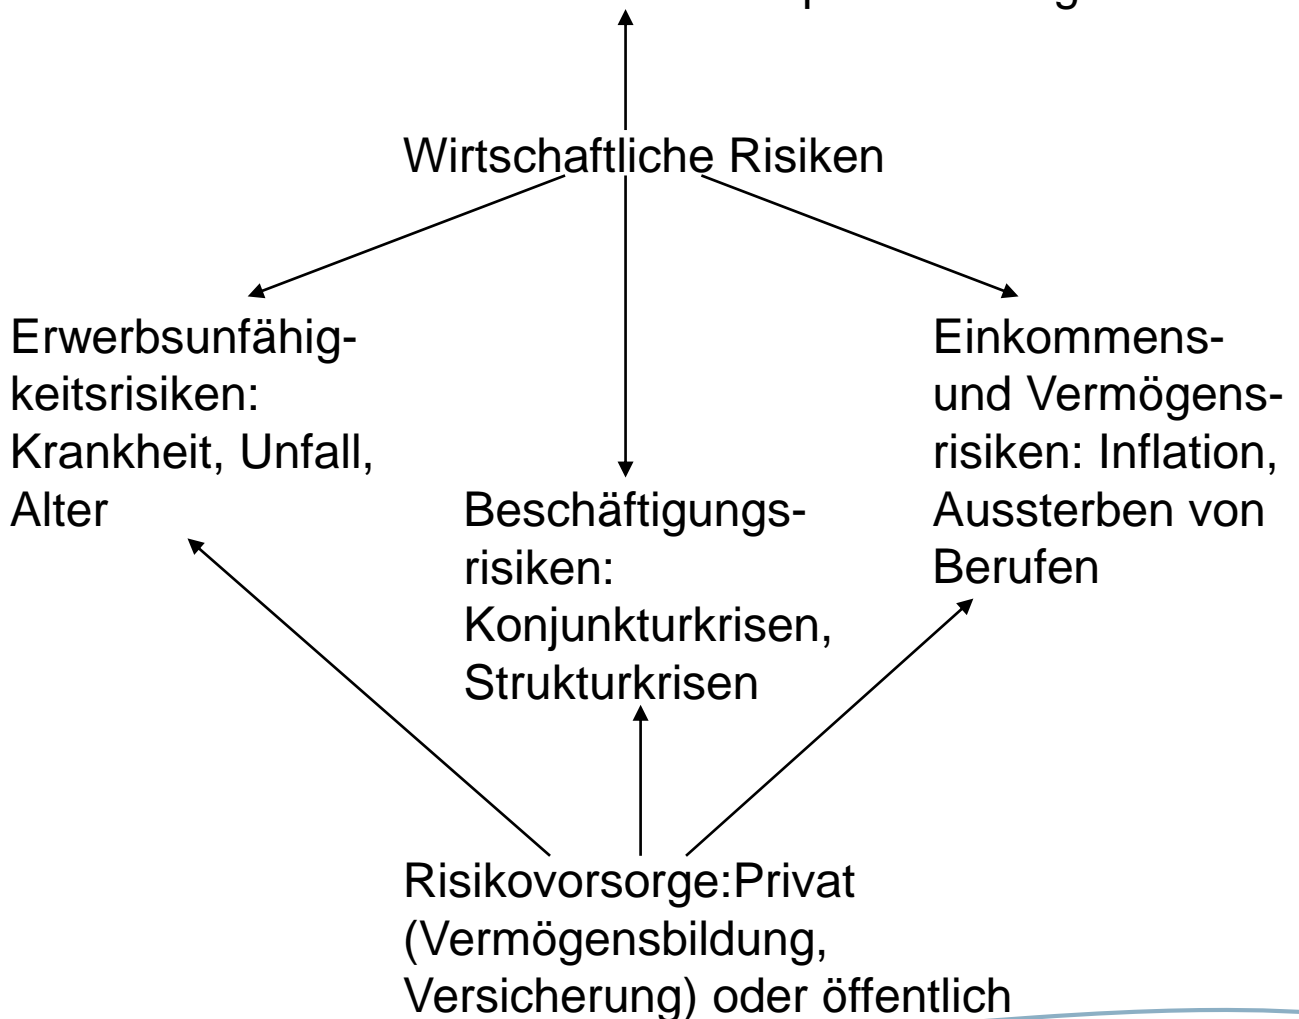 Wirtschaftliche Risiken
Erwerbsunfähig-
keitsrisiken:
Krankheit, Unfall,
Alter
Beschäftigungs-
risiken:
Konjunkturkrisen,
Strukturkrisen
Einkommens-
und Vermögens-
risiken: Inflation,
Aussterben von
Berufen
Risikovorsorge:Privat
(Vermögensbildung,
Versicherung) oder öffentlich